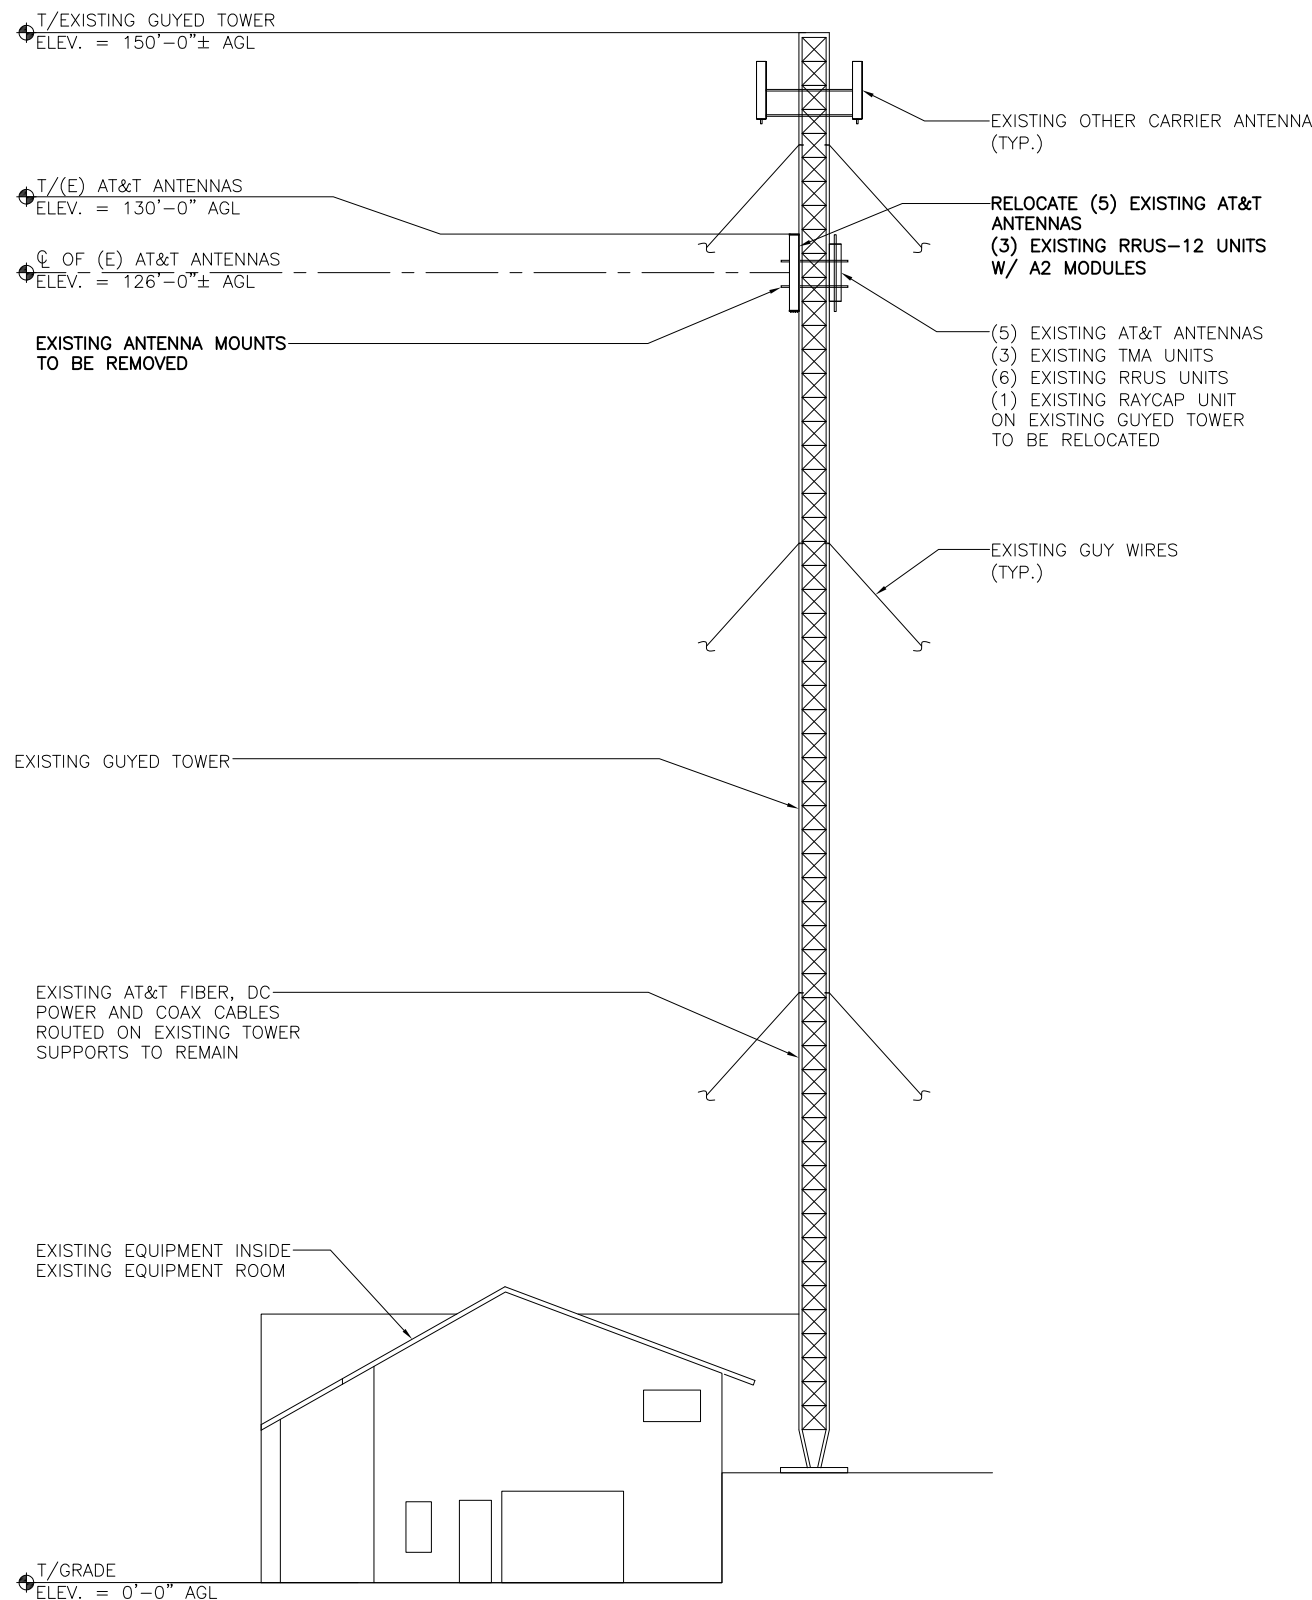 T/EXISTING GUYED TOWER
ELEV. = 150'-0"± AGL
EXISTING OTHER CARRIER ANTENNA
(TYP.)
T/(E) AT&T ANTENNAS
ELEV. = 130'-0" AGL
RELOCATE (5) EXISTING AT&T
ANTENNAS
(3) EXISTING RRUS-12 UNITS
W/ A2 MODULES
℄ OF (E) AT&T ANTENNAS
ELEV. = 126'-0"± AGL
EXISTING ANTENNA MOUNTS
TO BE REMOVED
(5) EXISTING AT&T ANTENNAS
(3) EXISTING TMA UNITS
(6) EXISTING RRUS UNITS
(1) EXISTING RAYCAP UNIT
ON EXISTING GUYED TOWER
TO BE RELOCATED
EXISTING GUY WIRES
(TYP.)
EXISTING GUYED TOWER
EXISTING AT&T FIBER, DC
POWER AND COAX CABLES
ROUTED ON EXISTING TOWER
SUPPORTS TO REMAIN
EXISTING EQUIPMENT INSIDE
EXISTING EQUIPMENT ROOM
T/GRADE
ELEV. = 0'-0" AGL